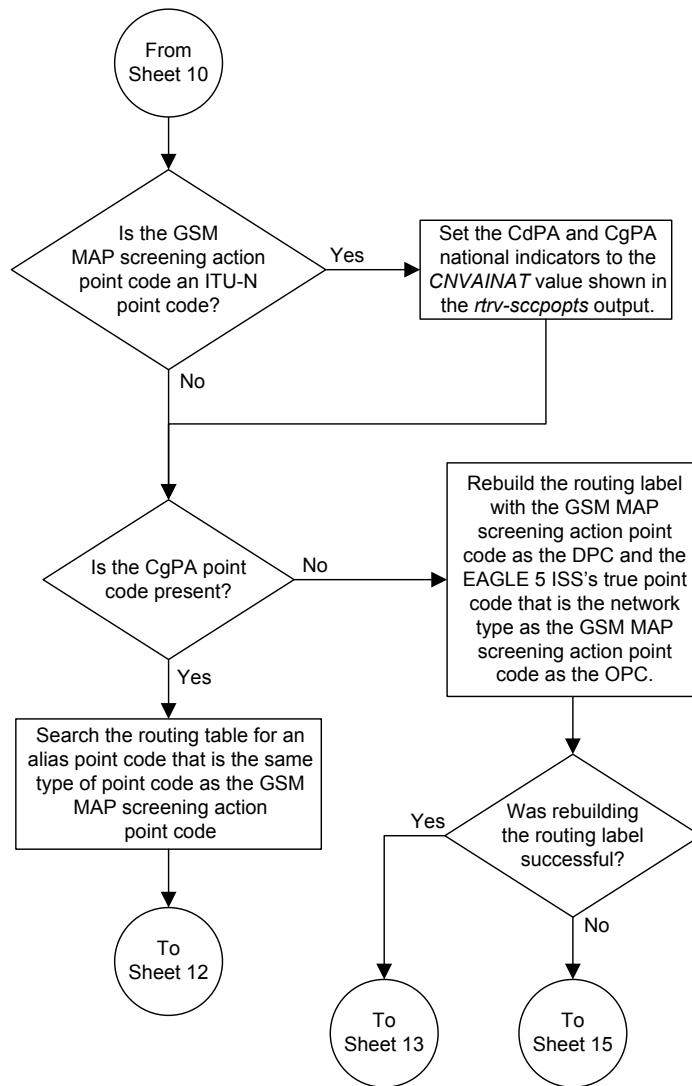 From
Sheet 10
Is the GSM
MAP screening action
point code an ITU-N
point code?
Yes
Set the CdPA and CgPA
national indicators to the
CNVAINAT value shown in
the rtrv-sccpopts output.
No
Is the CgPA point
code present?
No
Rebuild the routing label
with the GSM MAP
screening action point
code as the DPC and the
EAGLE 5 ISS's true point
code that is the network
type as the GSM MAP
screening action point
code as the OPC.
Yes
Search the routing table for an
alias point code that is the same
type of point code as the GSM
MAP screening action
point code
Was rebuilding
the routing label
successful?
Yes
No
To
Sheet 12
To
Sheet 13
To
Sheet 15